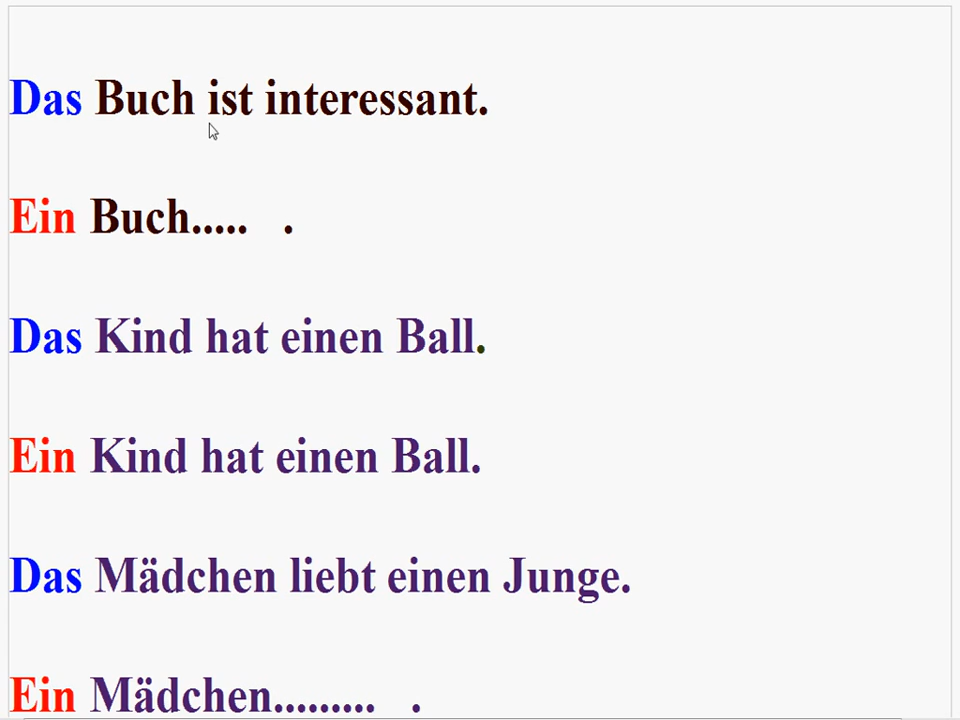 Das Buch ist interessant.
Ein Buch.....   .
Das Kind hat einen Ball.
Ein Kind hat einen Ball.
Das Mädchen liebt einen Junge.
Ein Mädchen.........   .